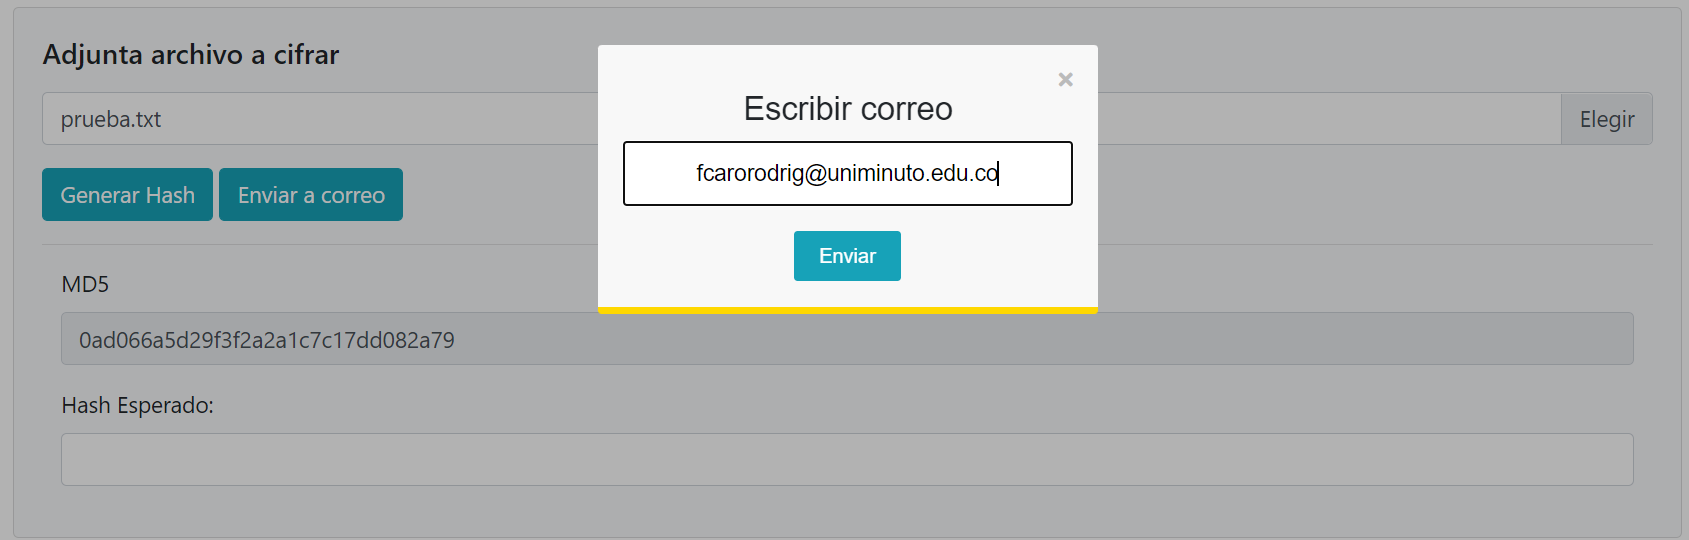 Adjunta archivo a cifrar
prueba.txt
Elegir
Generar Hash
Enviar a correo
×
Escribir correo
fcarorodrig@uniminuto.edu.co
Enviar
MD5
0ad066a5d29f3f2a2a1c7c17dd082a79
Hash Esperado: